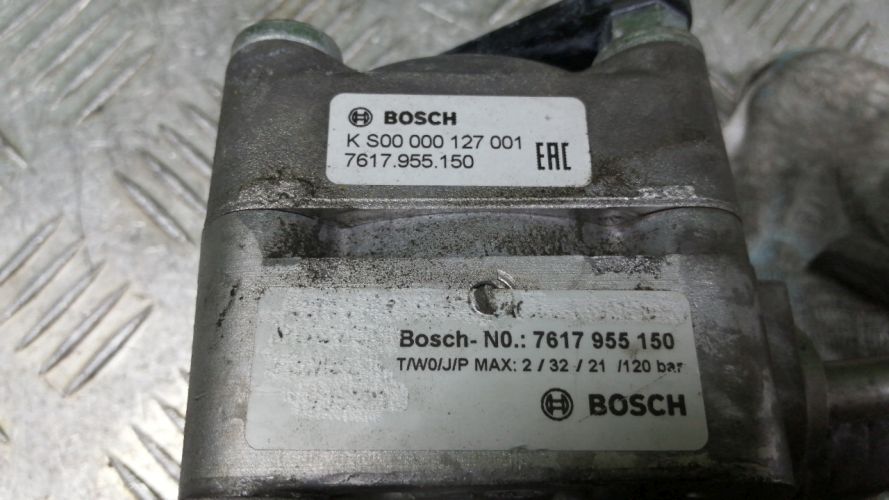 BOSCH
K S00 000 127 001
7617.955.150
EAC
Bosch- N0.: 7617 955 150
T/W0/J/P MAX: 2 / 32 / 21 /120 bar
BOSCH